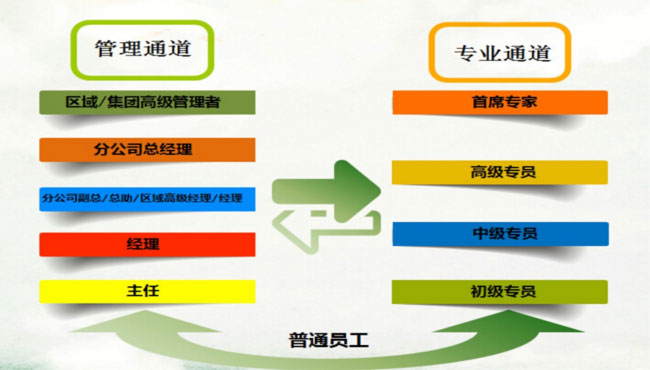 管理通道
区域/集团高级管理者
分公司总经理
分公司副总/总助/区域高级经理/经理
经理
主任
专业通道
首席专家
高级专员
中级专员
初级专员
普通员工